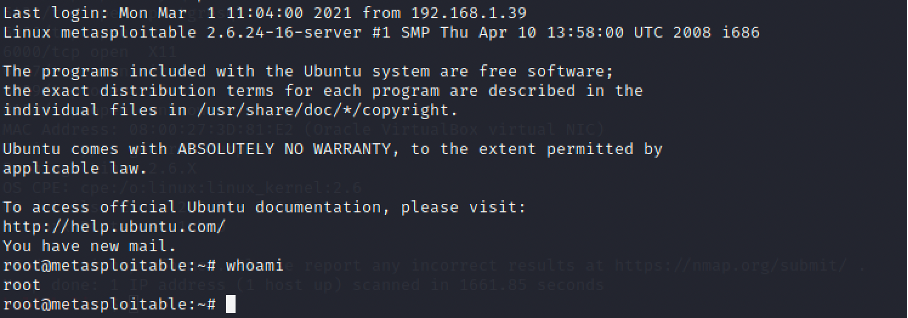 Last login: Mon Mar  1 11:04:00 2021 from 192.168.1.39
Linux metasploitable 2.6.24-16-server #1 SMP Thu Apr 10 13:58:00 UTC 2008 i686
6000/tcp open  X11
The programs included with the Ubuntu system are free software;
the exact distribution terms for each program are described in the
individual files in /usr/share/doc/*/copyright.
MAC Address: 08:00:27:3D:81:E2 (Oracle VirtualBox virtual NIC)
Ubuntu comes with ABSOLUTELY NO WARRANTY, to the extent permitted by
applicable law.
OS CPE: cpe:/o:linux:linux_kernel:2.6
To access official Ubuntu documentation, please visit:
http://help.ubuntu.com/
You have new mail.
root@metasploitable:~# whoami
report any incorrect results at https://nmap.org/submit/ .
root
done: 1 IP address (1 host up) scanned in 1661.85 seconds
root@metasploitable:~#